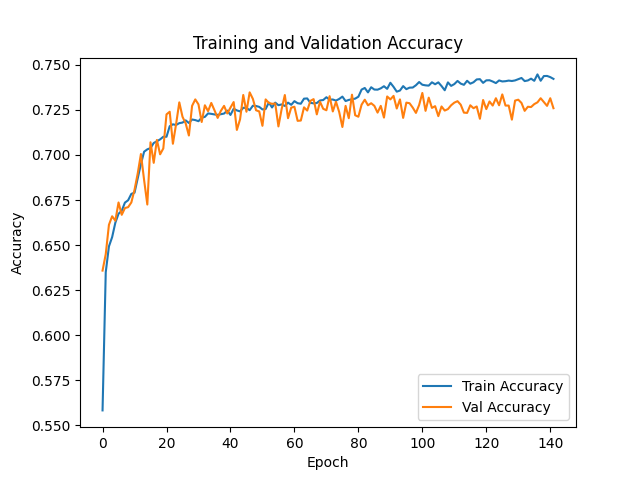 Training and Validation Accuracy
0.750
0.725
0.700
0.675
0.650
0.625
0.600
0.575
0.550
Accuracy
Train Accuracy
Val Accuracy
0 20 40 60 80 100 120 140
Epoch